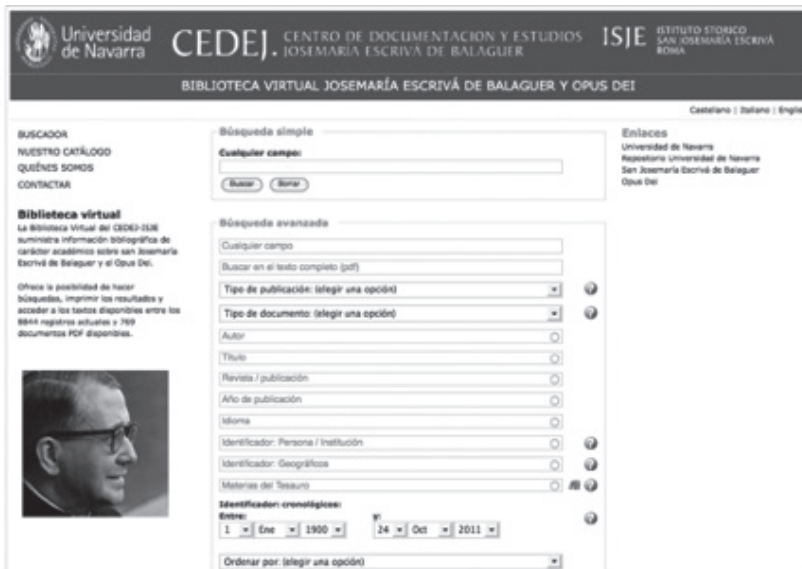 Universidad
de Navarra
CEDEJ. CENTRO DE DOCUMENTACION Y ESTUDIOS
JOSEMARÍA ESCRIVÁ DE BALAGUER
ISJE ISTITUTO STORICO
SAN JOSEMARÍA ESCRIVÁ
ROMA
BIBLIOTECA VIRTUAL JOSEMARÍA ESCRIVÁ DE BALAGUER Y OPUS DEI
Castellano | Italiano | Englis
BUSCADOR
NUESTRO CATÁLOGO
QUIÉNES SOMOS
CONTACTAR
Biblioteca virtual
La Biblioteca Virtual del CEDEJ-ISJE
suministra información bibliográfica de
carácter académico sobre san Josemaría
Escrivá de Balaguer y el Opus Dei.
Ofrece la posibilidad de hacer
búsquedas, imprimir los resultados y
acceder a los textos disponibles entre los
9844 registros actuales y 769
documentos PDF disponibles.
Búsqueda simple
Cualquier campo:
Buscar Borrar
Búsqueda avanzada
Cualquier campo
Buscar en el texto completo (pdf)
Tipo de publicación: (elegir una opción)
Tipo de documento: (elegir una opción)
Autor
Título
Revista / publicación
Año de publicación
Idioma
Identificador: Persona / Institución
Identificador: Geográficos
Materias del Tesauro
Identificador: cronológicos:
Entre: y:
1 Ene 1900 24 Oct 2011
Ordenar por: (elegir una opción)
Enlaces
Universidad de Navarra
Repositorio Universidad de Navarra
San Josemaría Escrivá de Balaguer
Opus Dei